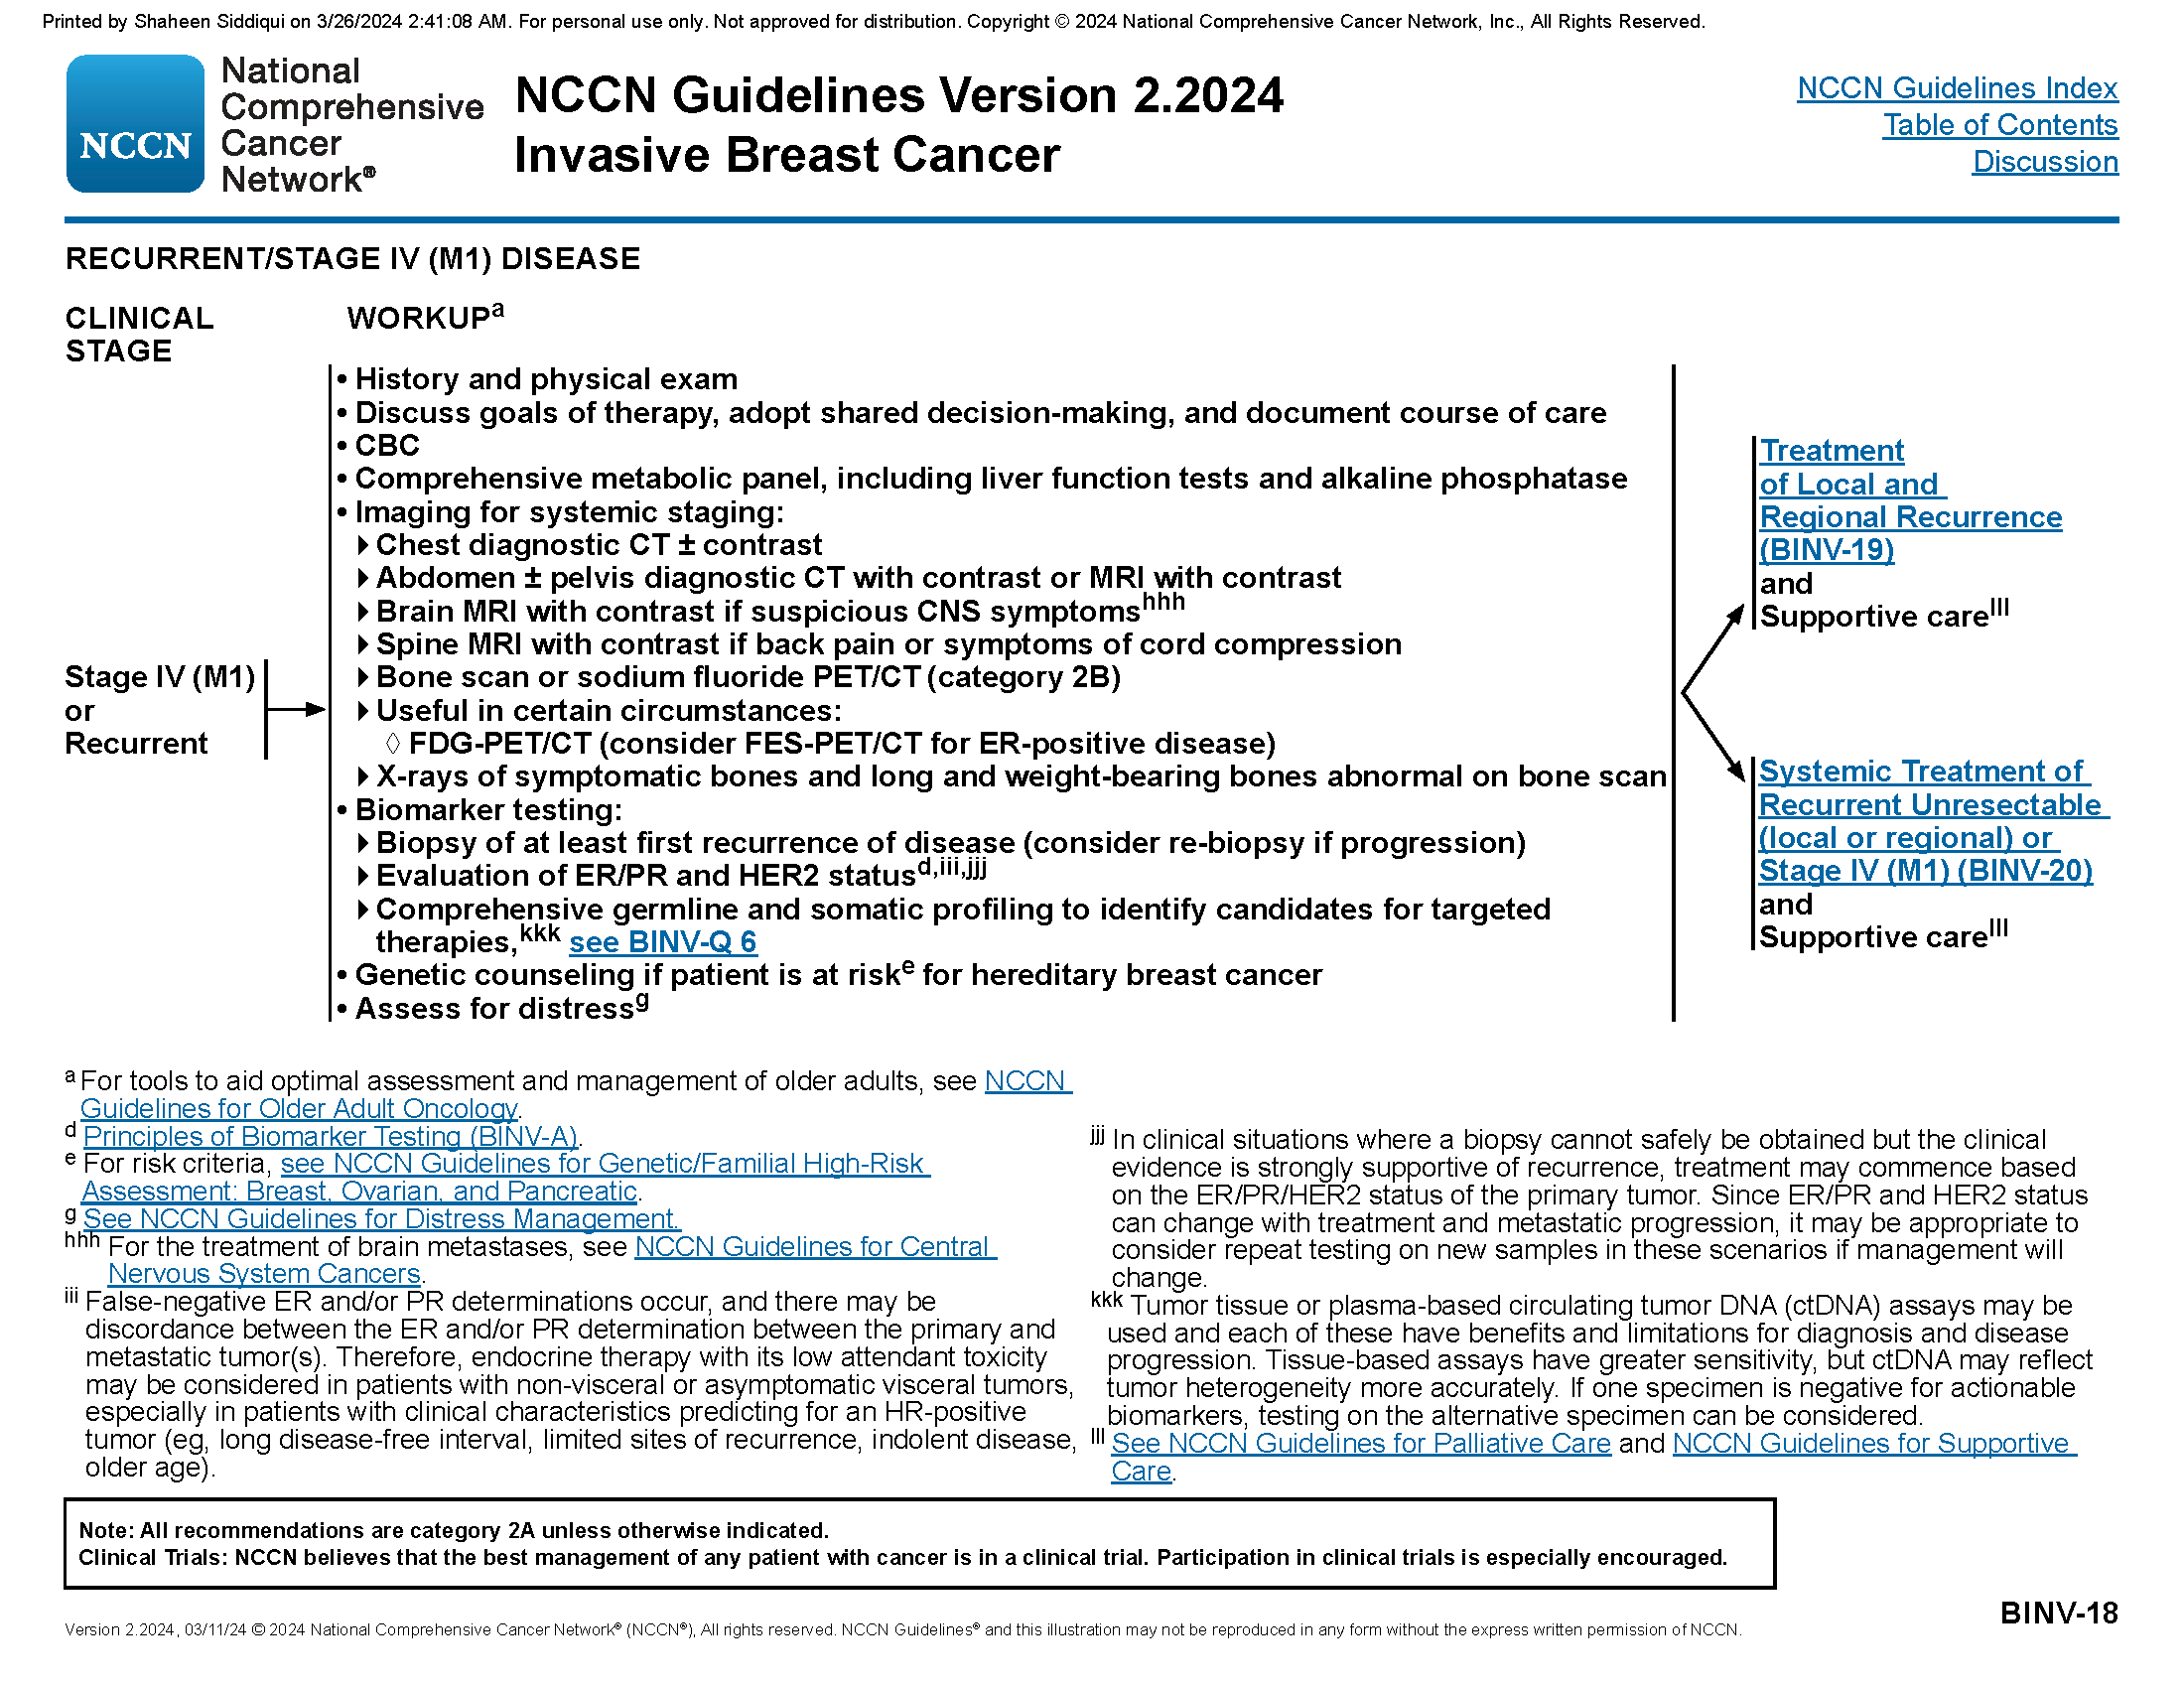 Printed by Shaheen Siddiqui on 3/26/2024 2:41:08 AM. For personal use only. Not approved for distribution. Copyright © 2024 National Comprehensive Cancer Network, Inc., All Rights Reserved.
NCCN
National
Comprehensive
Cancer
Network®
NCCN Guidelines Version 2.2024
Invasive Breast Cancer
NCCN Guidelines Index
Table of Contents
Discussion
RECURRENT/STAGE IV (M1) DISEASE
CLINICAL
STAGE
WORKUPa
Stage IV (M1)
or
Recurrent
• History and physical exam
• Discuss goals of therapy, adopt shared decision-making, and document course of care
• CBC
• Comprehensive metabolic panel, including liver function tests and alkaline phosphatase
• Imaging for systemic staging:
▸ Chest diagnostic CT ± contrast
▸ Abdomen ± pelvis diagnostic CT with contrast or MRI with contrast
▸ Brain MRI with contrast if suspicious CNS symptomshhh
▸ Spine MRI with contrast if back pain or symptoms of cord compression
▸ Bone scan or sodium fluoride PET/CT (category 2B)
▸ Useful in certain circumstances:
◊ FDG-PET/CT (consider FES-PET/CT for ER-positive disease)
▸ X-rays of symptomatic bones and long and weight-bearing bones abnormal on bone scan
• Biomarker testing:
▸ Biopsy of at least first recurrence of disease (consider re-biopsy if progression)
▸ Evaluation of ER/PR and HER2 statusd,iii,jjj
▸ Comprehensive germline and somatic profiling to identify candidates for targeted
therapies,kkk see BINV-Q 6
• Genetic counseling if patient is at riske for hereditary breast cancer
• Assess for distressg
Treatment
of Local and
Regional Recurrence
(BINV-19)
and
Supportive carelll
Systemic Treatment of
Recurrent Unresectable
(local or regional) or
Stage IV (M1) (BINV-20)
and
Supportive carelll
a For tools to aid optimal assessment and management of older adults, see NCCN
Guidelines for Older Adult Oncology.
d Principles of Biomarker Testing (BINV-A).
e For risk criteria, see NCCN Guidelines for Genetic/Familial High-Risk
Assessment: Breast, Ovarian, and Pancreatic.
g See NCCN Guidelines for Distress Management.
hhh For the treatment of brain metastases, see NCCN Guidelines for Central
Nervous System Cancers.
iii False-negative ER and/or PR determinations occur, and there may be
discordance between the ER and/or PR determination between the primary and
metastatic tumor(s). Therefore, endocrine therapy with its low attendant toxicity
may be considered in patients with non-visceral or asymptomatic visceral tumors,
especially in patients with clinical characteristics predicting for an HR-positive
tumor (eg, long disease-free interval, limited sites of recurrence, indolent disease,
older age).
jjj In clinical situations where a biopsy cannot safely be obtained but the clinical
evidence is strongly supportive of recurrence, treatment may commence based
on the ER/PR/HER2 status of the primary tumor. Since ER/PR and HER2 status
can change with treatment and metastatic progression, it may be appropriate to
consider repeat testing on new samples in these scenarios if management will
change.
kkk Tumor tissue or plasma-based circulating tumor DNA (ctDNA) assays may be
used and each of these have benefits and limitations for diagnosis and disease
progression. Tissue-based assays have greater sensitivity, but ctDNA may reflect
tumor heterogeneity more accurately. If one specimen is negative for actionable
biomarkers, testing on the alternative specimen can be considered.
lll See NCCN Guidelines for Palliative Care and NCCN Guidelines for Supportive
Care.
Note: All recommendations are category 2A unless otherwise indicated.
Clinical Trials: NCCN believes that the best management of any patient with cancer is in a clinical trial. Participation in clinical trials is especially encouraged.
BINV-18
Version 2.2024, 03/11/24 © 2024 National Comprehensive Cancer Network® (NCCN®), All rights reserved. NCCN Guidelines® and this illustration may not be reproduced in any form without the express written permission of NCCN.